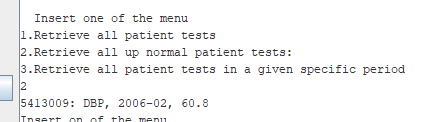 Insert one of the menu
1.Retrieve all patient tests
2.Retrieve all up normal patient tests:
3.Retrieve all patient tests in a given specific period
2
5413009: DBP, 2006-02, 60.8
Insert on of the menu